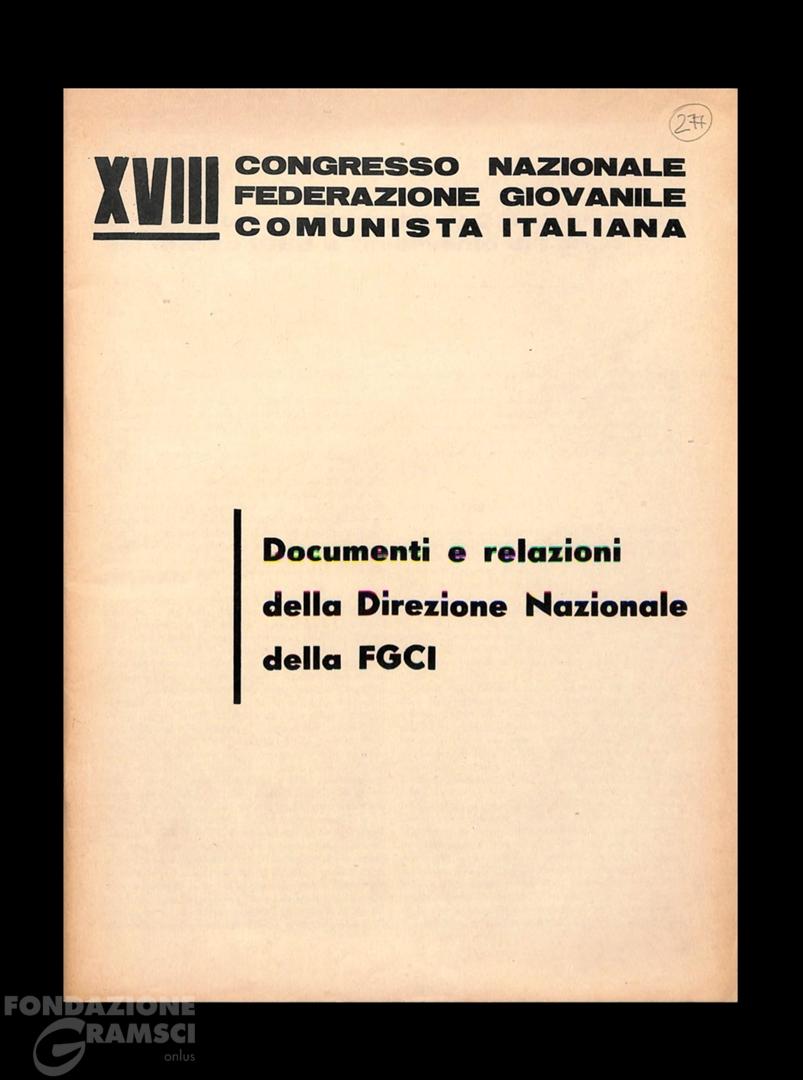 277
XVIII CONGRESSO NAZIONALE
FEDERAZIONE GIOVANILE
COMUNISTA ITALIANA
Documenti e relazioni
della Direzione Nazionale
della FGCI
FONDAZIONE
GRAMSCI
onlus